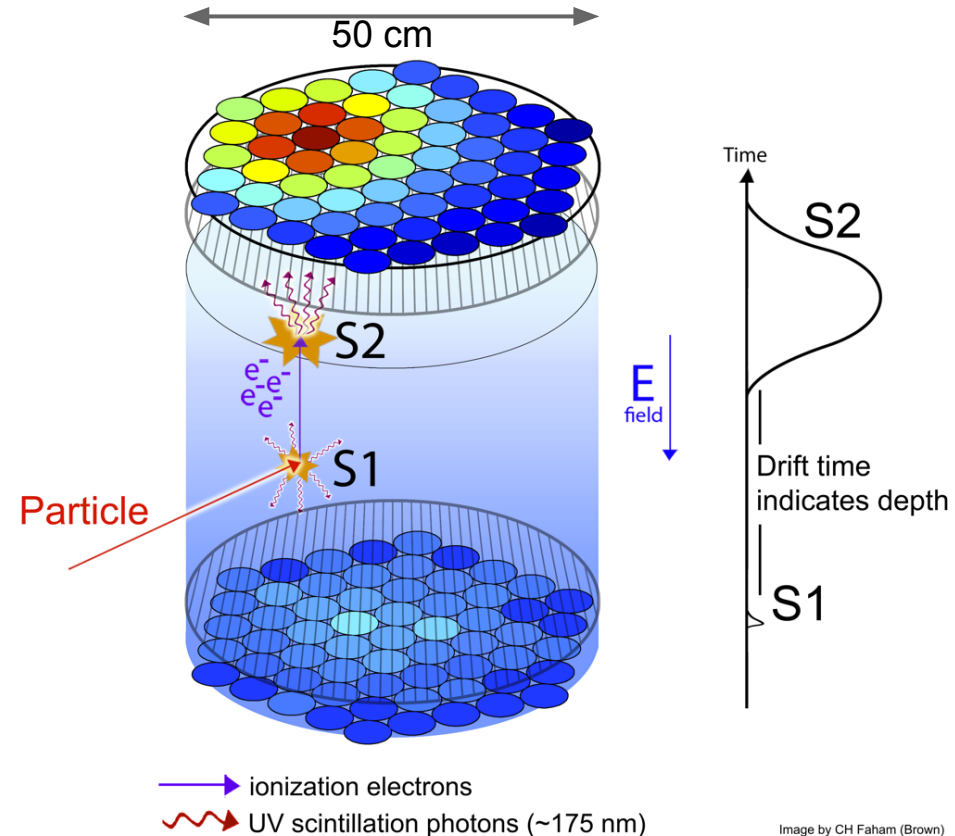 50 cm
Time
S2
S2
e⁻
e⁻e⁻
e⁻
E
field
S1
Drift time
indicates depth
Particle
S1
ionization electrons
UV scintillation photons (~175 nm)
Image by CH Faham (Brown)